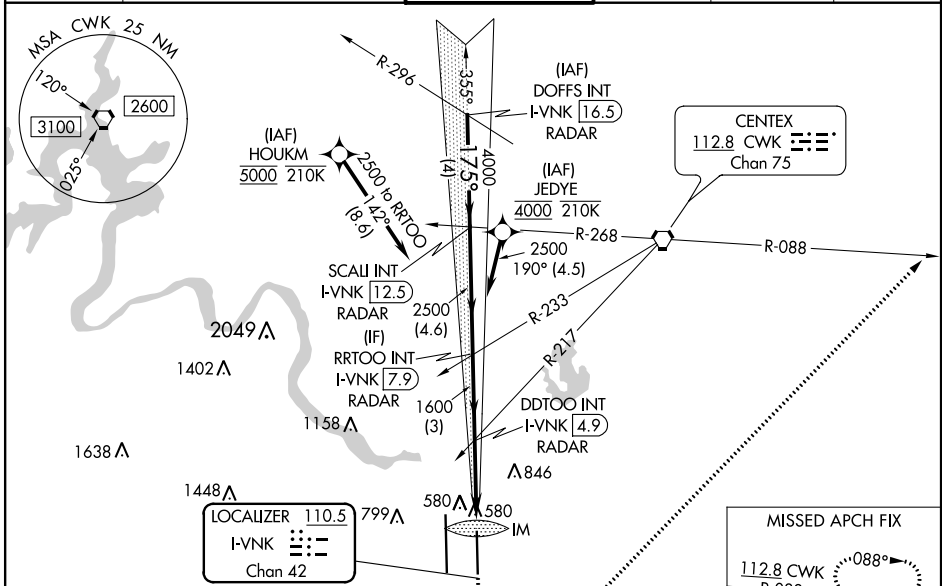 MSA CWK 25 NM
120°
2600
3100
025°
R-296
355°
(IAF)
DOFFS INT
I-VNK 16.5
RADAR
CENTEX
112.8 CWK
Chan 75
(IAF)
HOUKM
5000 210K
2500 to RRTOO
142°
(8.6)
4000
(4)
175°
(IAF)
JEDYE
4000 210K
R-268
R-088
2500
190° (4.5)
SCALI INT
I-VNK 12.5
RADAR
2500
(4.6)
R-233
R-217
(IF)
RRTOO INT
I-VNK 7.9
RADAR
1600
(3)
DDTOO INT
I-VNK 4.9
RADAR
2049
1402
1158
1638
1448
846
580
580
799
IM
LOCALIZER 110.5
I-VNK
Chan 42
MISSED APCH FIX
112.8 CWK
088°